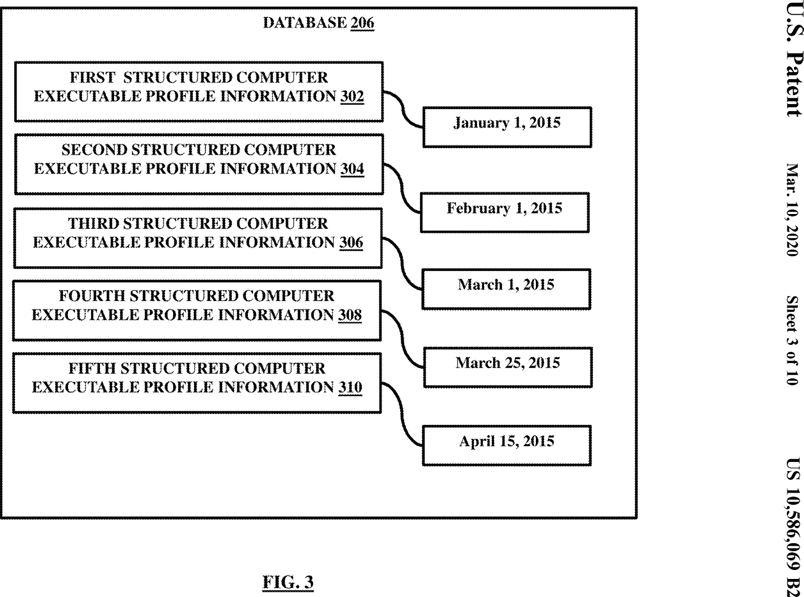 DATABASE 206
FIRST STRUCTURED COMPUTER
EXECUTABLE PROFILE INFORMATION 302
January 1, 2015
SECOND STRUCTURED COMPUTER
EXECUTABLE PROFILE INFORMATION 304
February 1, 2015
THIRD STRUCTURED COMPUTER
EXECUTABLE PROFILE INFORMATION 306
March 1, 2015
FOURTH STRUCTURED COMPUTER
EXECUTABLE PROFILE INFORMATION 308
March 25, 2015
FIFTH STRUCTURED COMPUTER
EXECUTABLE PROFILE INFORMATION 310
April 15, 2015
FIG. 3
U.S. Patent Mar. 10, 2020 Sheet 3 of 10 US 10,586,069 B2